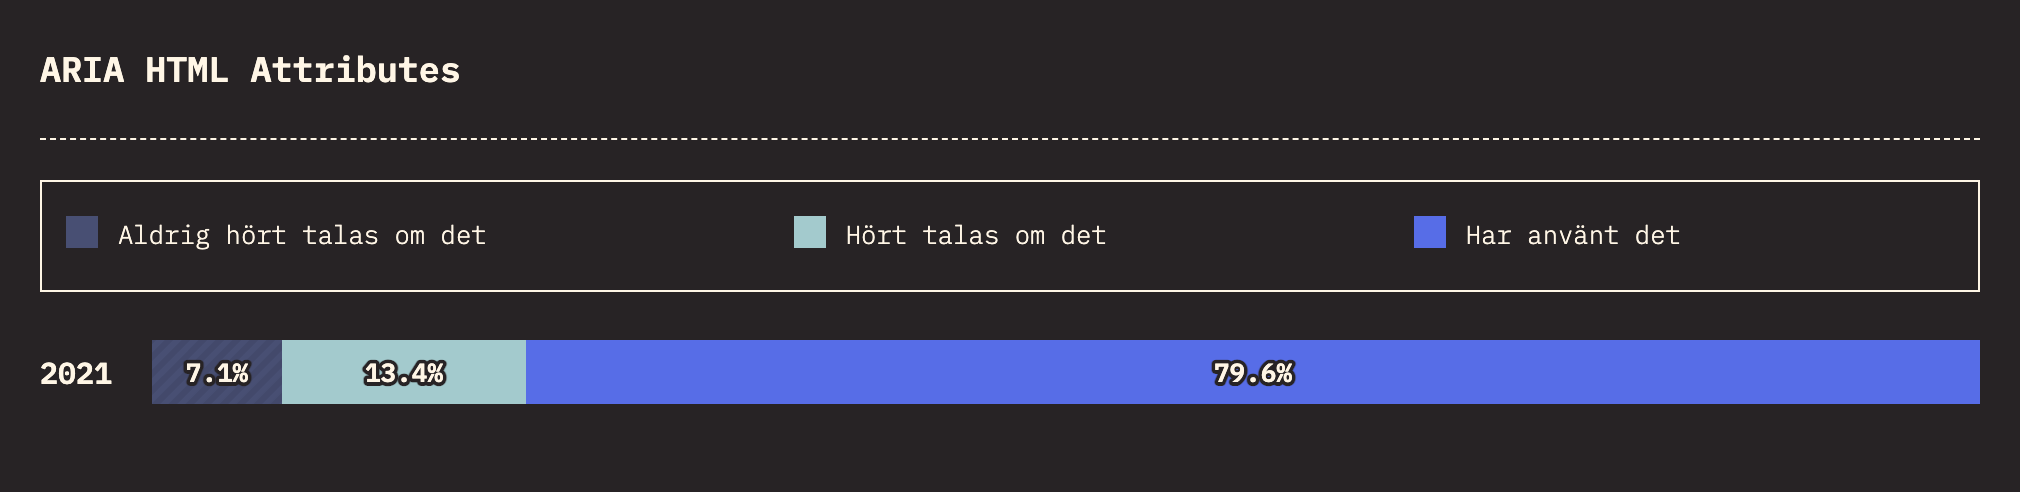 ARIA HTML Attributes
Aldrig hört talas om det Hört talas om det Har använt det
2021 7.1% 13.4% 79.6%